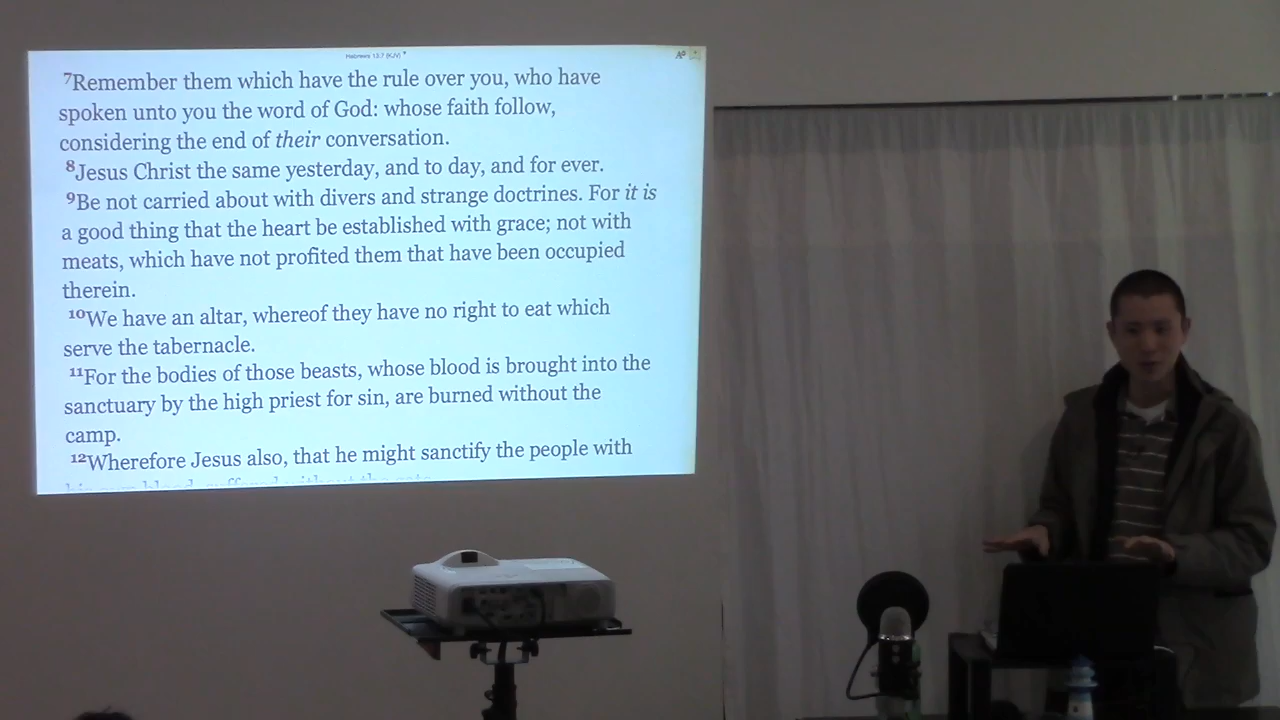 Hebrews 13:7 (KJV)
7Remember them which have the rule over you, who have
spoken unto you the word of God: whose faith follow,
considering the end of their conversation.
8Jesus Christ the same yesterday, and to day, and for ever.
9Be not carried about with divers and strange doctrines. For it is
a good thing that the heart be established with grace; not with
meats, which have not profited them that have been occupied
therein.
10We have an altar, whereof they have no right to eat which
serve the tabernacle.
11For the bodies of those beasts, whose blood is brought into the
sanctuary by the high priest for sin, are burned without the
camp.
12Wherefore Jesus also, that he might sanctify the people with